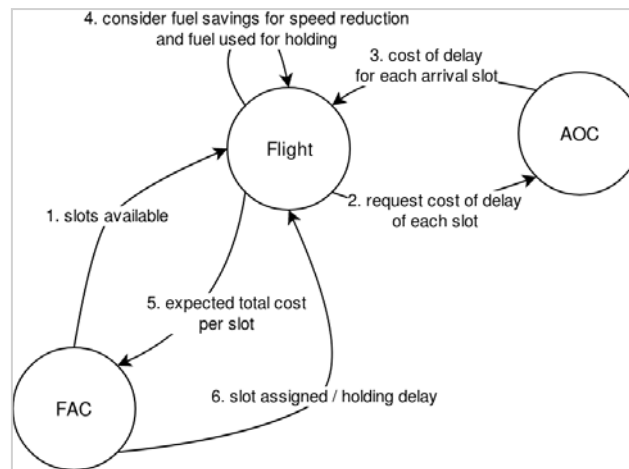 4. consider fuel savings for speed reduction
and fuel used for holding
3. cost of delay
for each arrival slot
Flight
AOC
2. request cost of delay
of each slot
1. slots available
5. expected total cost
per slot
6. slot assigned / holding delay
FAC